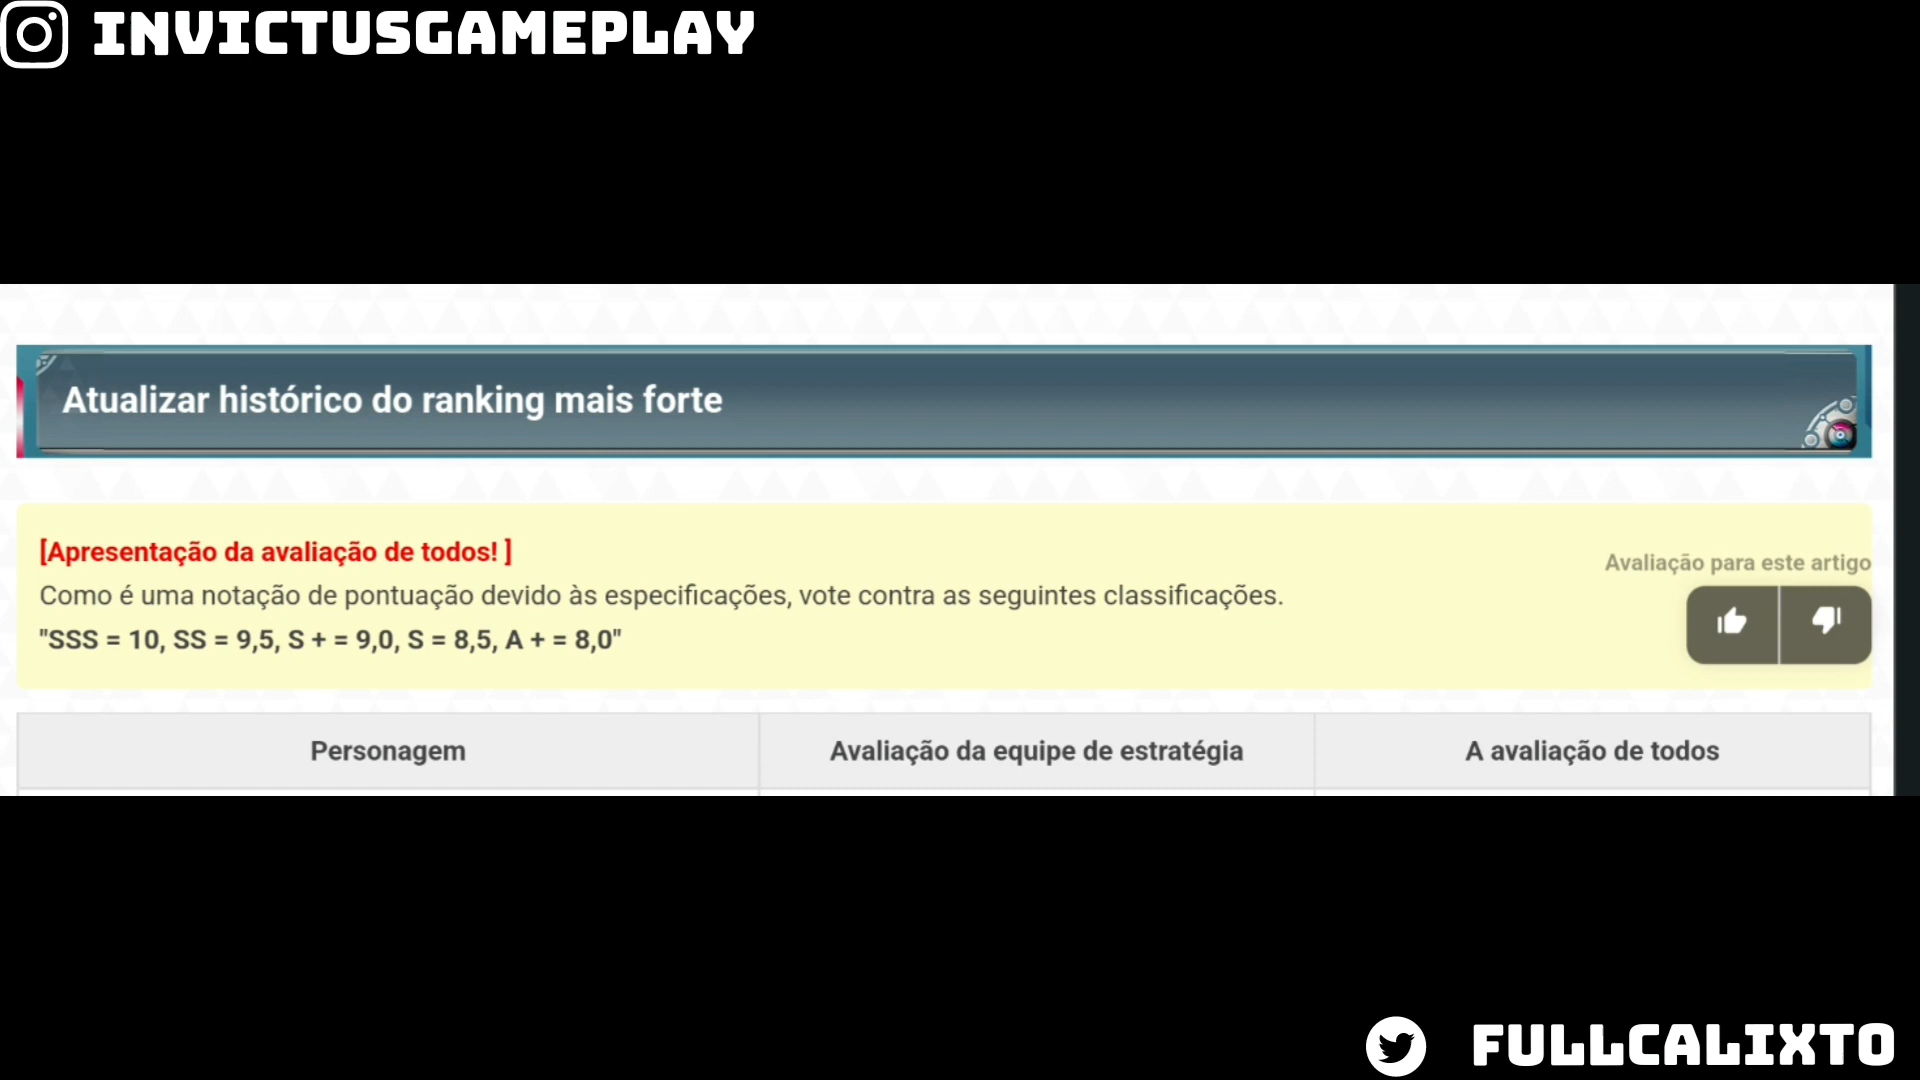 INVICTUSGAMEPLAY
Atualizar histórico do ranking mais forte
[Apresentação da avaliação de todos! ]
Como é uma notação de pontuação devido às especificações, vote contra as seguintes classificações.
"SSS = 10, SS = 9,5, S + = 9,0, S = 8,5, A + = 8,0"
Avaliação para este artigo
Personagem
Avaliação da equipe de estratégia
A avaliação de todos
FULLCALIXTO